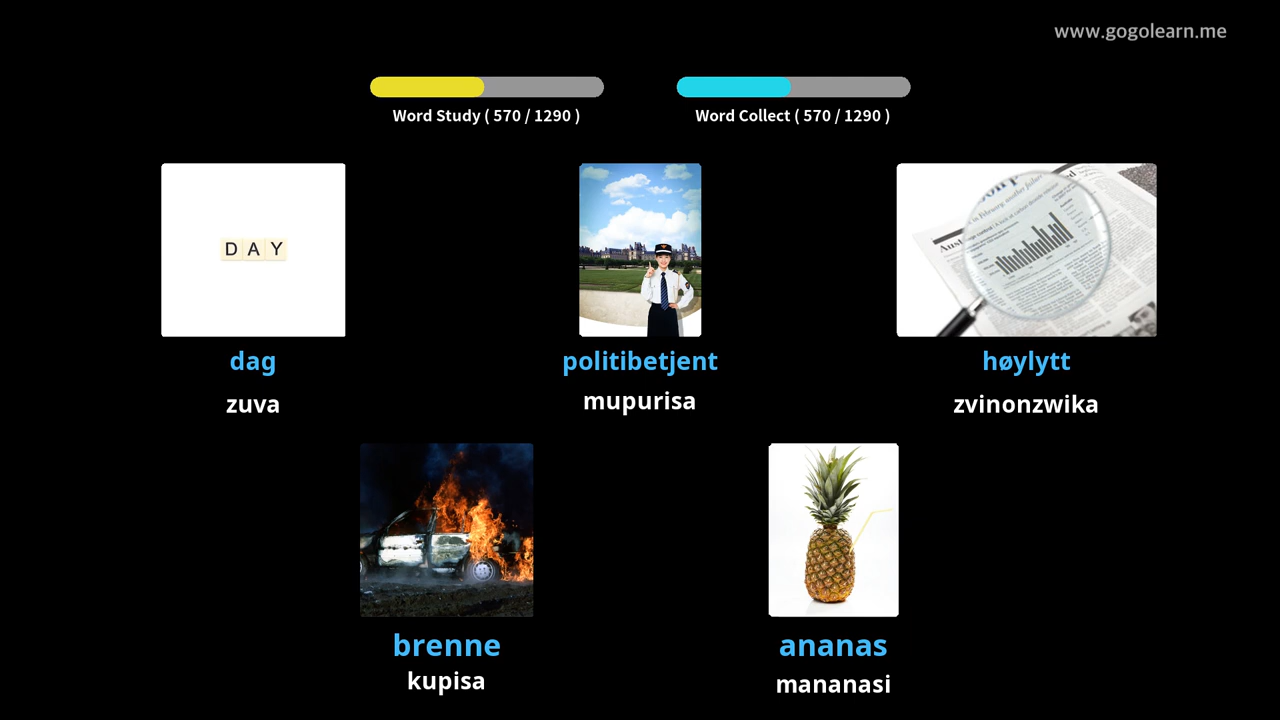 www.gogolearn.me
Word Study ( 570 / 1290 )
Word Collect ( 570 / 1290 )
DAY
dag
politibetjent
høylytt
zuva
mupurisa
zvinonzwika
brenne
ananas
kupisa
mananasi